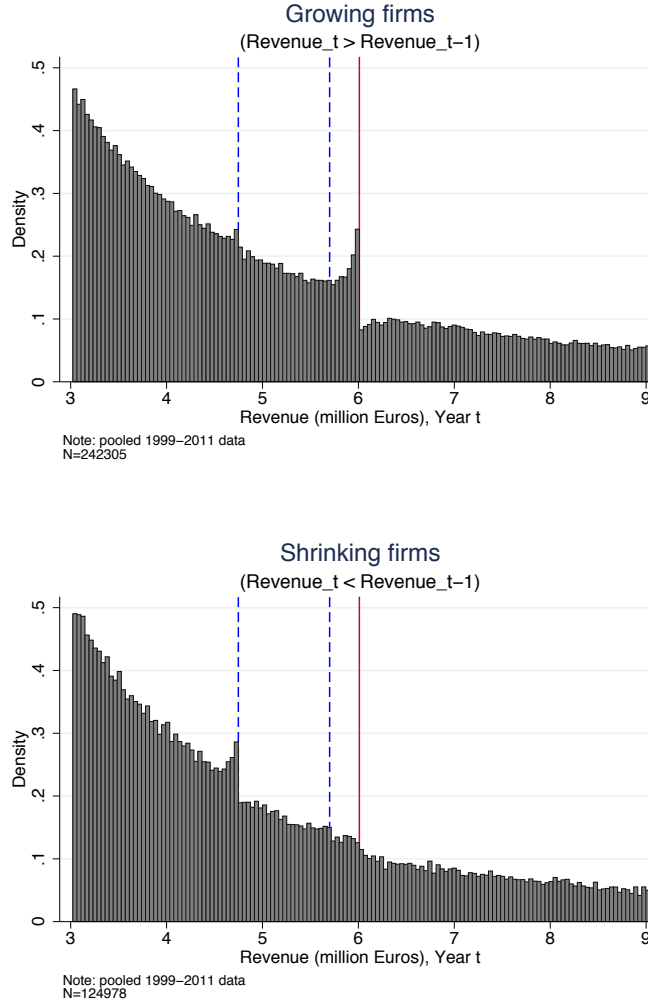 Growing firms
(Revenue_t > Revenue_t−1)
.5
.4
.3
.2
.1
0
Density
3 4 5 6 7 8 9
Revenue (million Euros), Year t
Note: pooled 1999−2011 data
N=242305
Shrinking firms
(Revenue_t < Revenue_t−1)
.5
.4
.3
.2
.1
0
Density
3 4 5 6 7 8 9
Revenue (million Euros), Year t
Note: pooled 1999−2011 data
N=124978